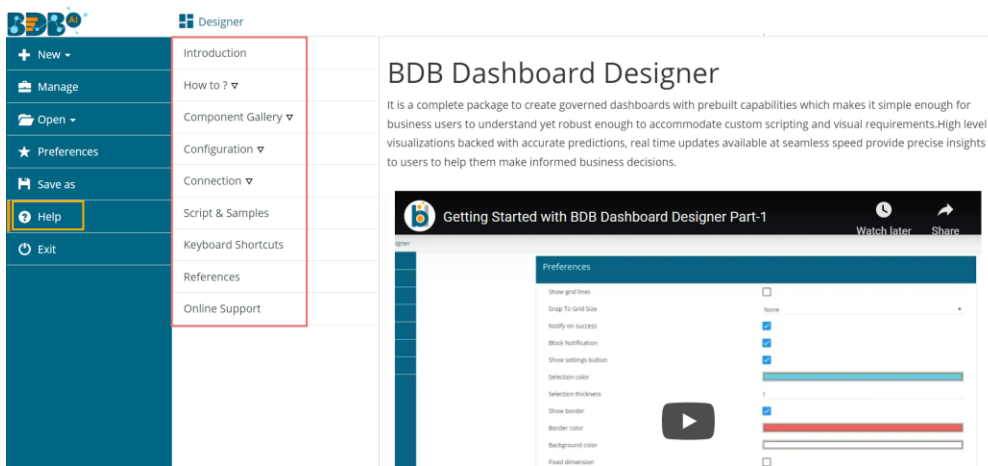 BDB AI
Designer
New
Manage
Open
Preferences
Save as
Help
Exit
Introduction
How to ?
Component Gallery
Configuration
Connection
Script & Samples
Keyboard Shortcuts
References
Online Support
BDB Dashboard Designer
It is a complete package to create governed dashboards with prebuilt capabilities which makes it simple enough for
business users to understand yet robust enough to accommodate custom scripting and visual requirements.High level
visualizations backed with accurate predictions, real time updates available at seamless speed provide precise insights
to users to help them make informed business decisions.
Getting Started with BDB Dashboard Designer Part-1
Watch later
Share
igner
Preferences
Show grid lines
Snap To Grid Size
None
Notify on success
Block Notification
Show settings button
Selection color
Selection thickness
1
Show border
Border color
Background color
Fixed dimension